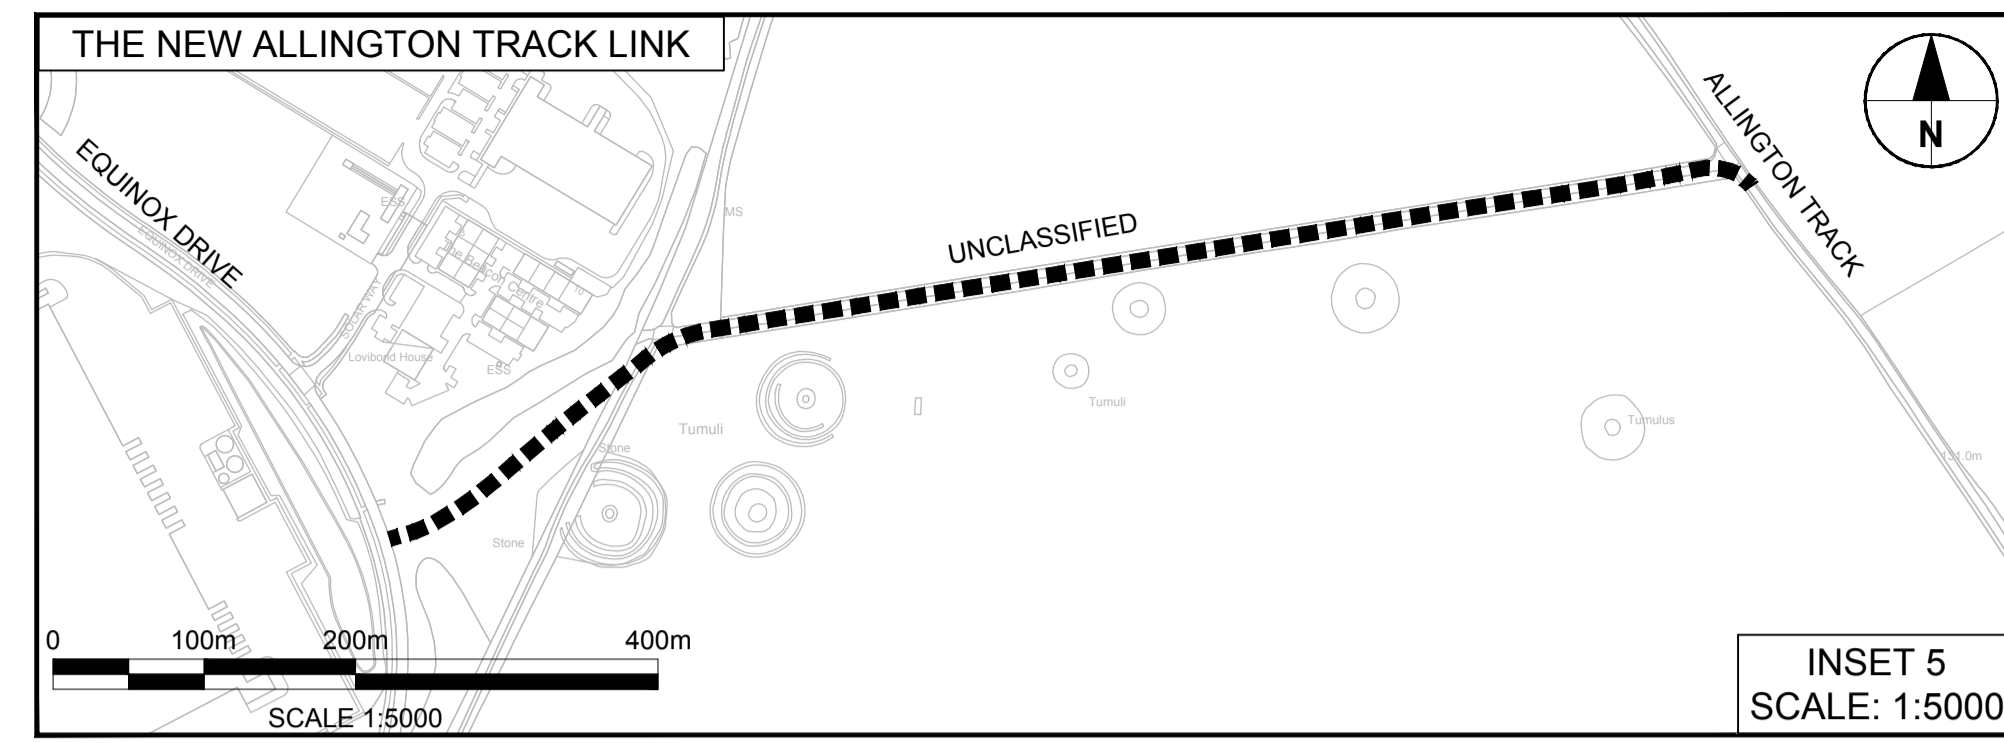 THE NEW ALLINGTON TRACK LINK
N
ALLINGTON TRACK
EQUINOX DRIVE
EQUINOX DRIVE
ESS
MS
UNCLASSIFIED
The Beacon Centre
10
SOLAR WAY
Lovibond House
ESS
Tumuli
Tumuli
Tumulus
Stone
131.0m
Stone
0 100m 200m 400m
SCALE 1:5000
INSET 5
SCALE: 1:5000